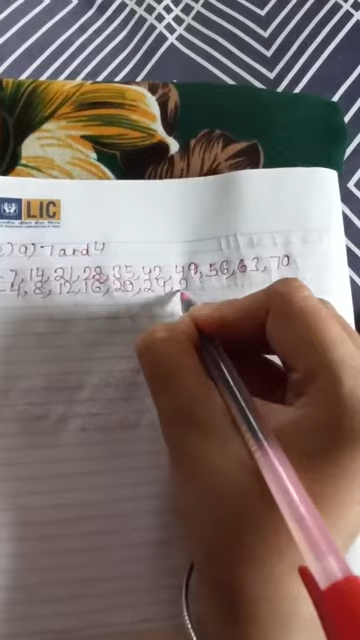 LIC
a) 7 and 4
7, 14, 21, 28, 35, 42, 49, 56, 63, 70
4, 8, 12, 16, 20, 24, 2